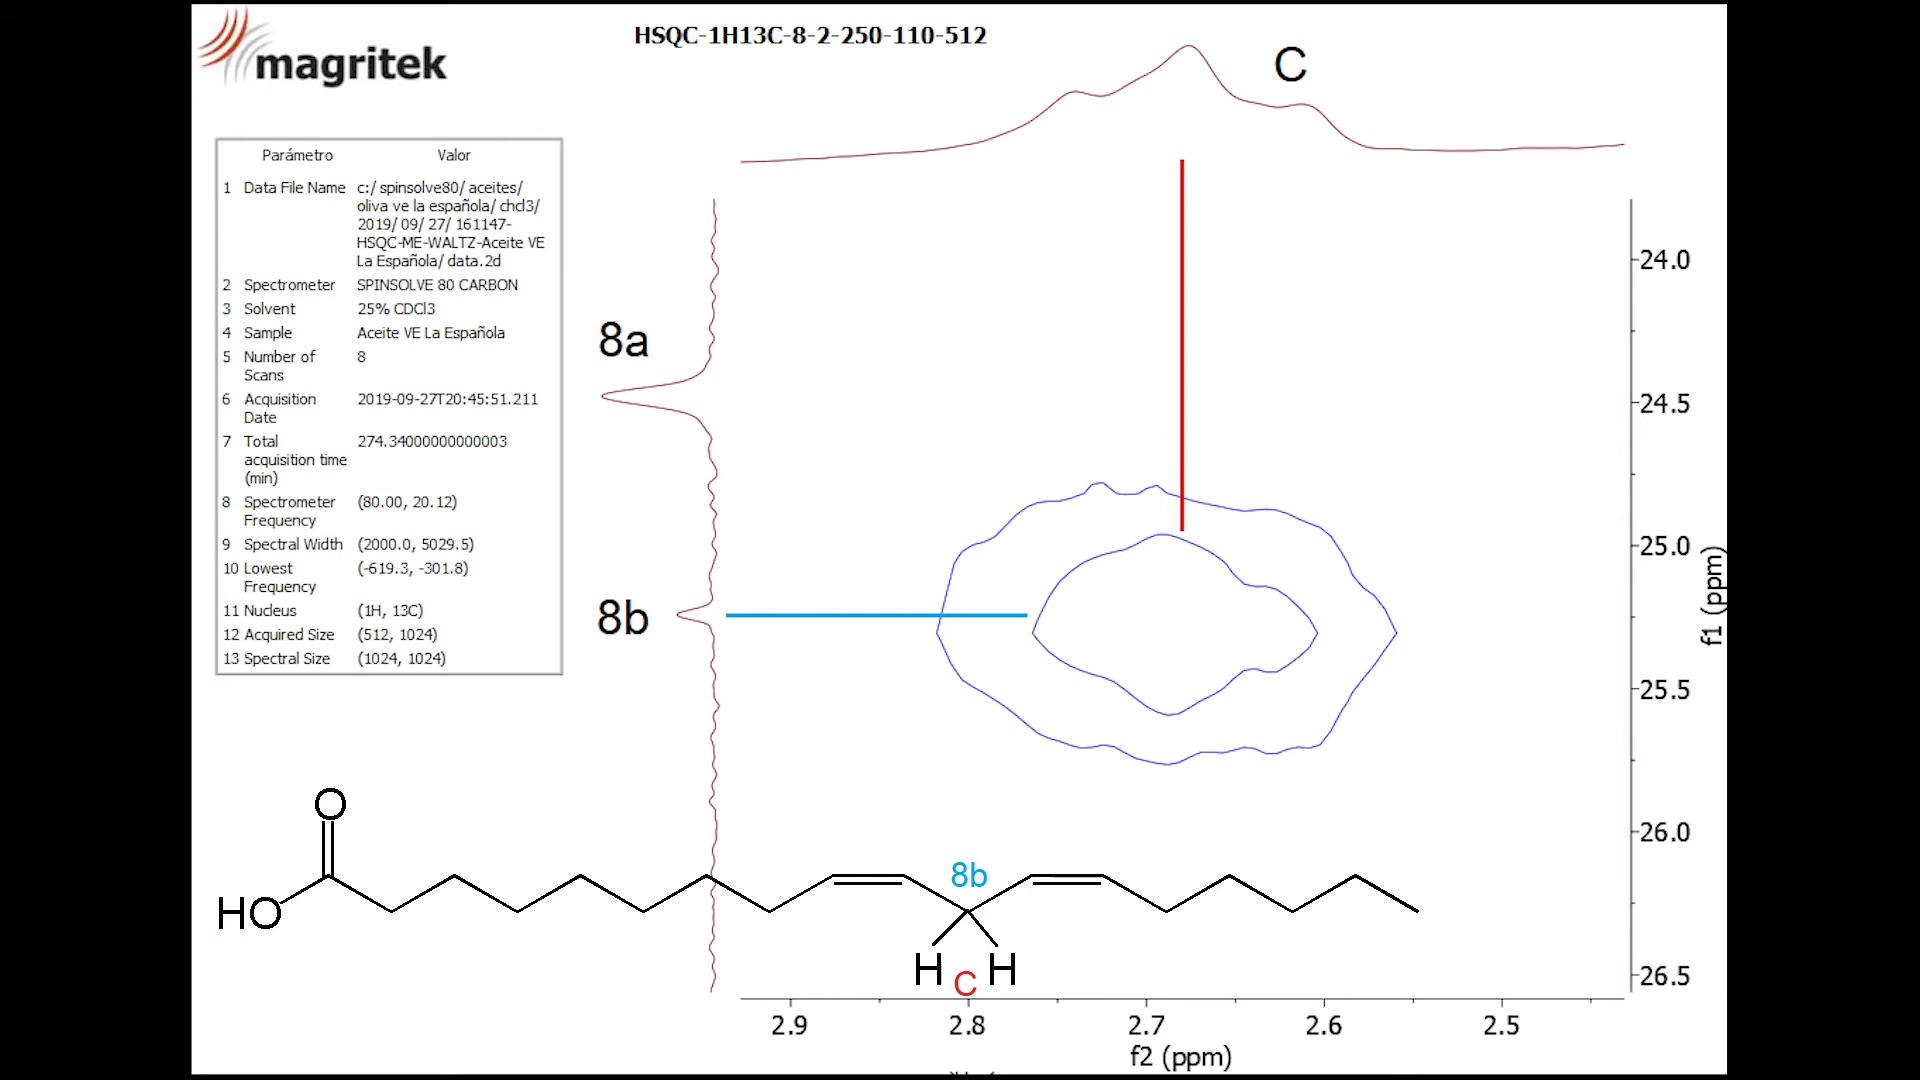 magritek
HSQC-1H13C-8-2-250-110-512
C
Parámetro Valor
1 Data File Name c:/ spinsolve80/ aceites/
oliva ve la española/ chcl3/
2019/ 09/ 27/ 161147-
HSQC-ME-WALTZ-Aceite VE
La Española/ data.2d
2 Spectrometer SPINSOLVE 80 CARBON
3 Solvent 25% CDCl3
4 Sample Aceite VE La Española
5 Number of 8
Scans
6 Acquisition 2019-09-27T20:45:51.211
Date
7 Total 274.34000000000003
acquisition time
(min)
8 Spectrometer (80.00, 20.12)
Frequency
9 Spectral Width (2000.0, 5029.5)
10 Lowest (-619.3, -301.8)
Frequency
11 Nucleus (1H, 13C)
12 Acquired Size (512, 1024)
13 Spectral Size (1024, 1024)
8a
8b
24.0
24.5
25.0
25.5
26.0
26.5
f1 (ppm)
O
HO
8b
H H
C
2.9 2.8 2.7 2.6 2.5
f2 (ppm)